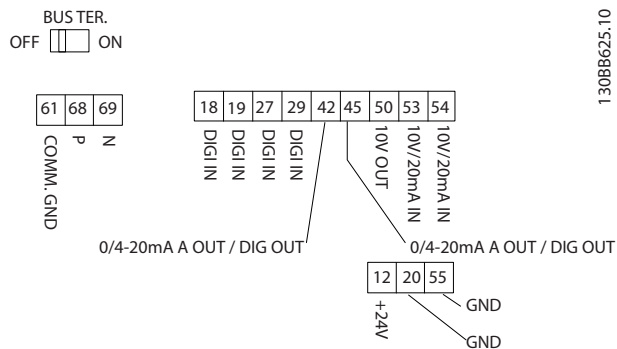 BUS TER.
OFF ON
130BB625.10
61 68 69
COMM. GND
P
N
18 19 27 29 42 45 50 53 54
DIGI IN
DIGI IN
DIGI IN
DIGI IN
10V OUT
10V/20mA IN
10V/20mA IN
0/4-20mA A OUT / DIG OUT
0/4-20mA A OUT / DIG OUT
12 20 55
+24V
GND
GND